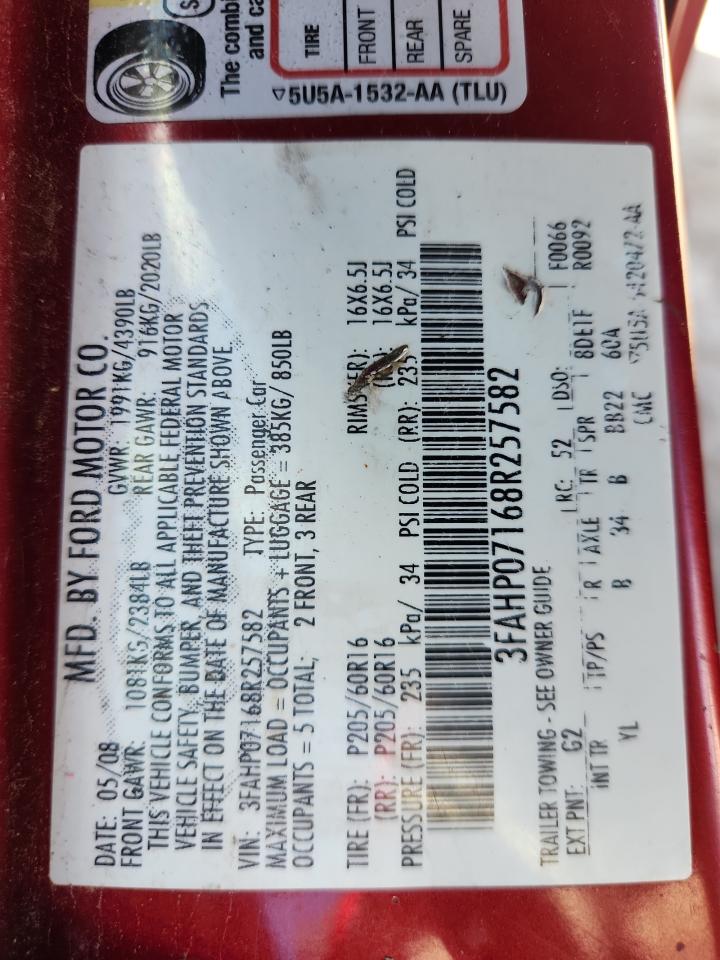 The combi
and ca
TIRE
FRONT
REAR
SPARE
5U5A-1532-AA (TLU)
MFD. BY FORD MOTOR CO.
DATE: 05/08 GVWR: 1991KG/4390LB
FRONT GAWR: 1081KG/2384LB REAR GAWR: 916KG/2020LB
THIS VEHICLE CONFORMS TO ALL APPLICABLE FEDERAL MOTOR
VEHICLE SAFETY, BUMPER, AND THEFT PREVENTION STANDARDS
IN EFFECT ON THE DATE OF MANUFACTURE SHOWN ABOVE.
VIN: 3FAHP07168R257582 TYPE: Passenger Car
MAXIMUM LOAD = OCCUPANTS + LUGGAGE = 385KG/ 850LB
OCCUPANTS = 5 TOTAL; 2 FRONT, 3 REAR
TIRE (FR): P205/60R16 16X6.5J
(RR): P205/60R16 16X6.5J
PRESSURE (FR): 235 kPa/ 34 PSI COLD (RR): 235 kPa/ 34 PSI COLD
3FAHP07168R257582
TRAILER TOWING - SEE OWNER GUIDE
EXT PNT: G2 LRC: 52 LDSO: F0066
INT TR TP/PS R AXLE TR SPR 8DE1F R0092
YL B 34 B BB22 60A
CMC